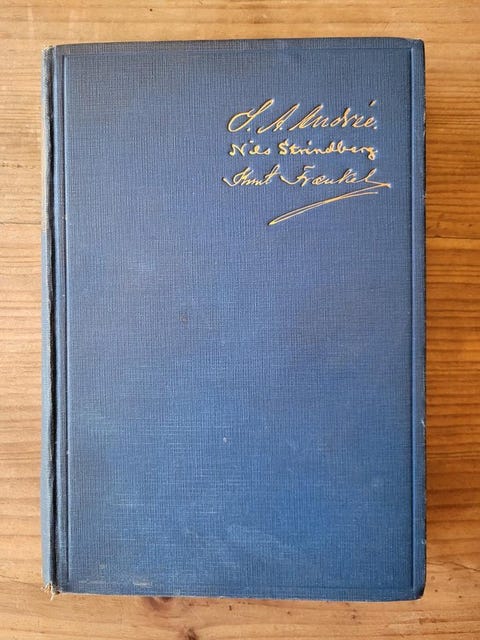 S. A. Andrée.
Nils Strindberg.
Knut Frænkel